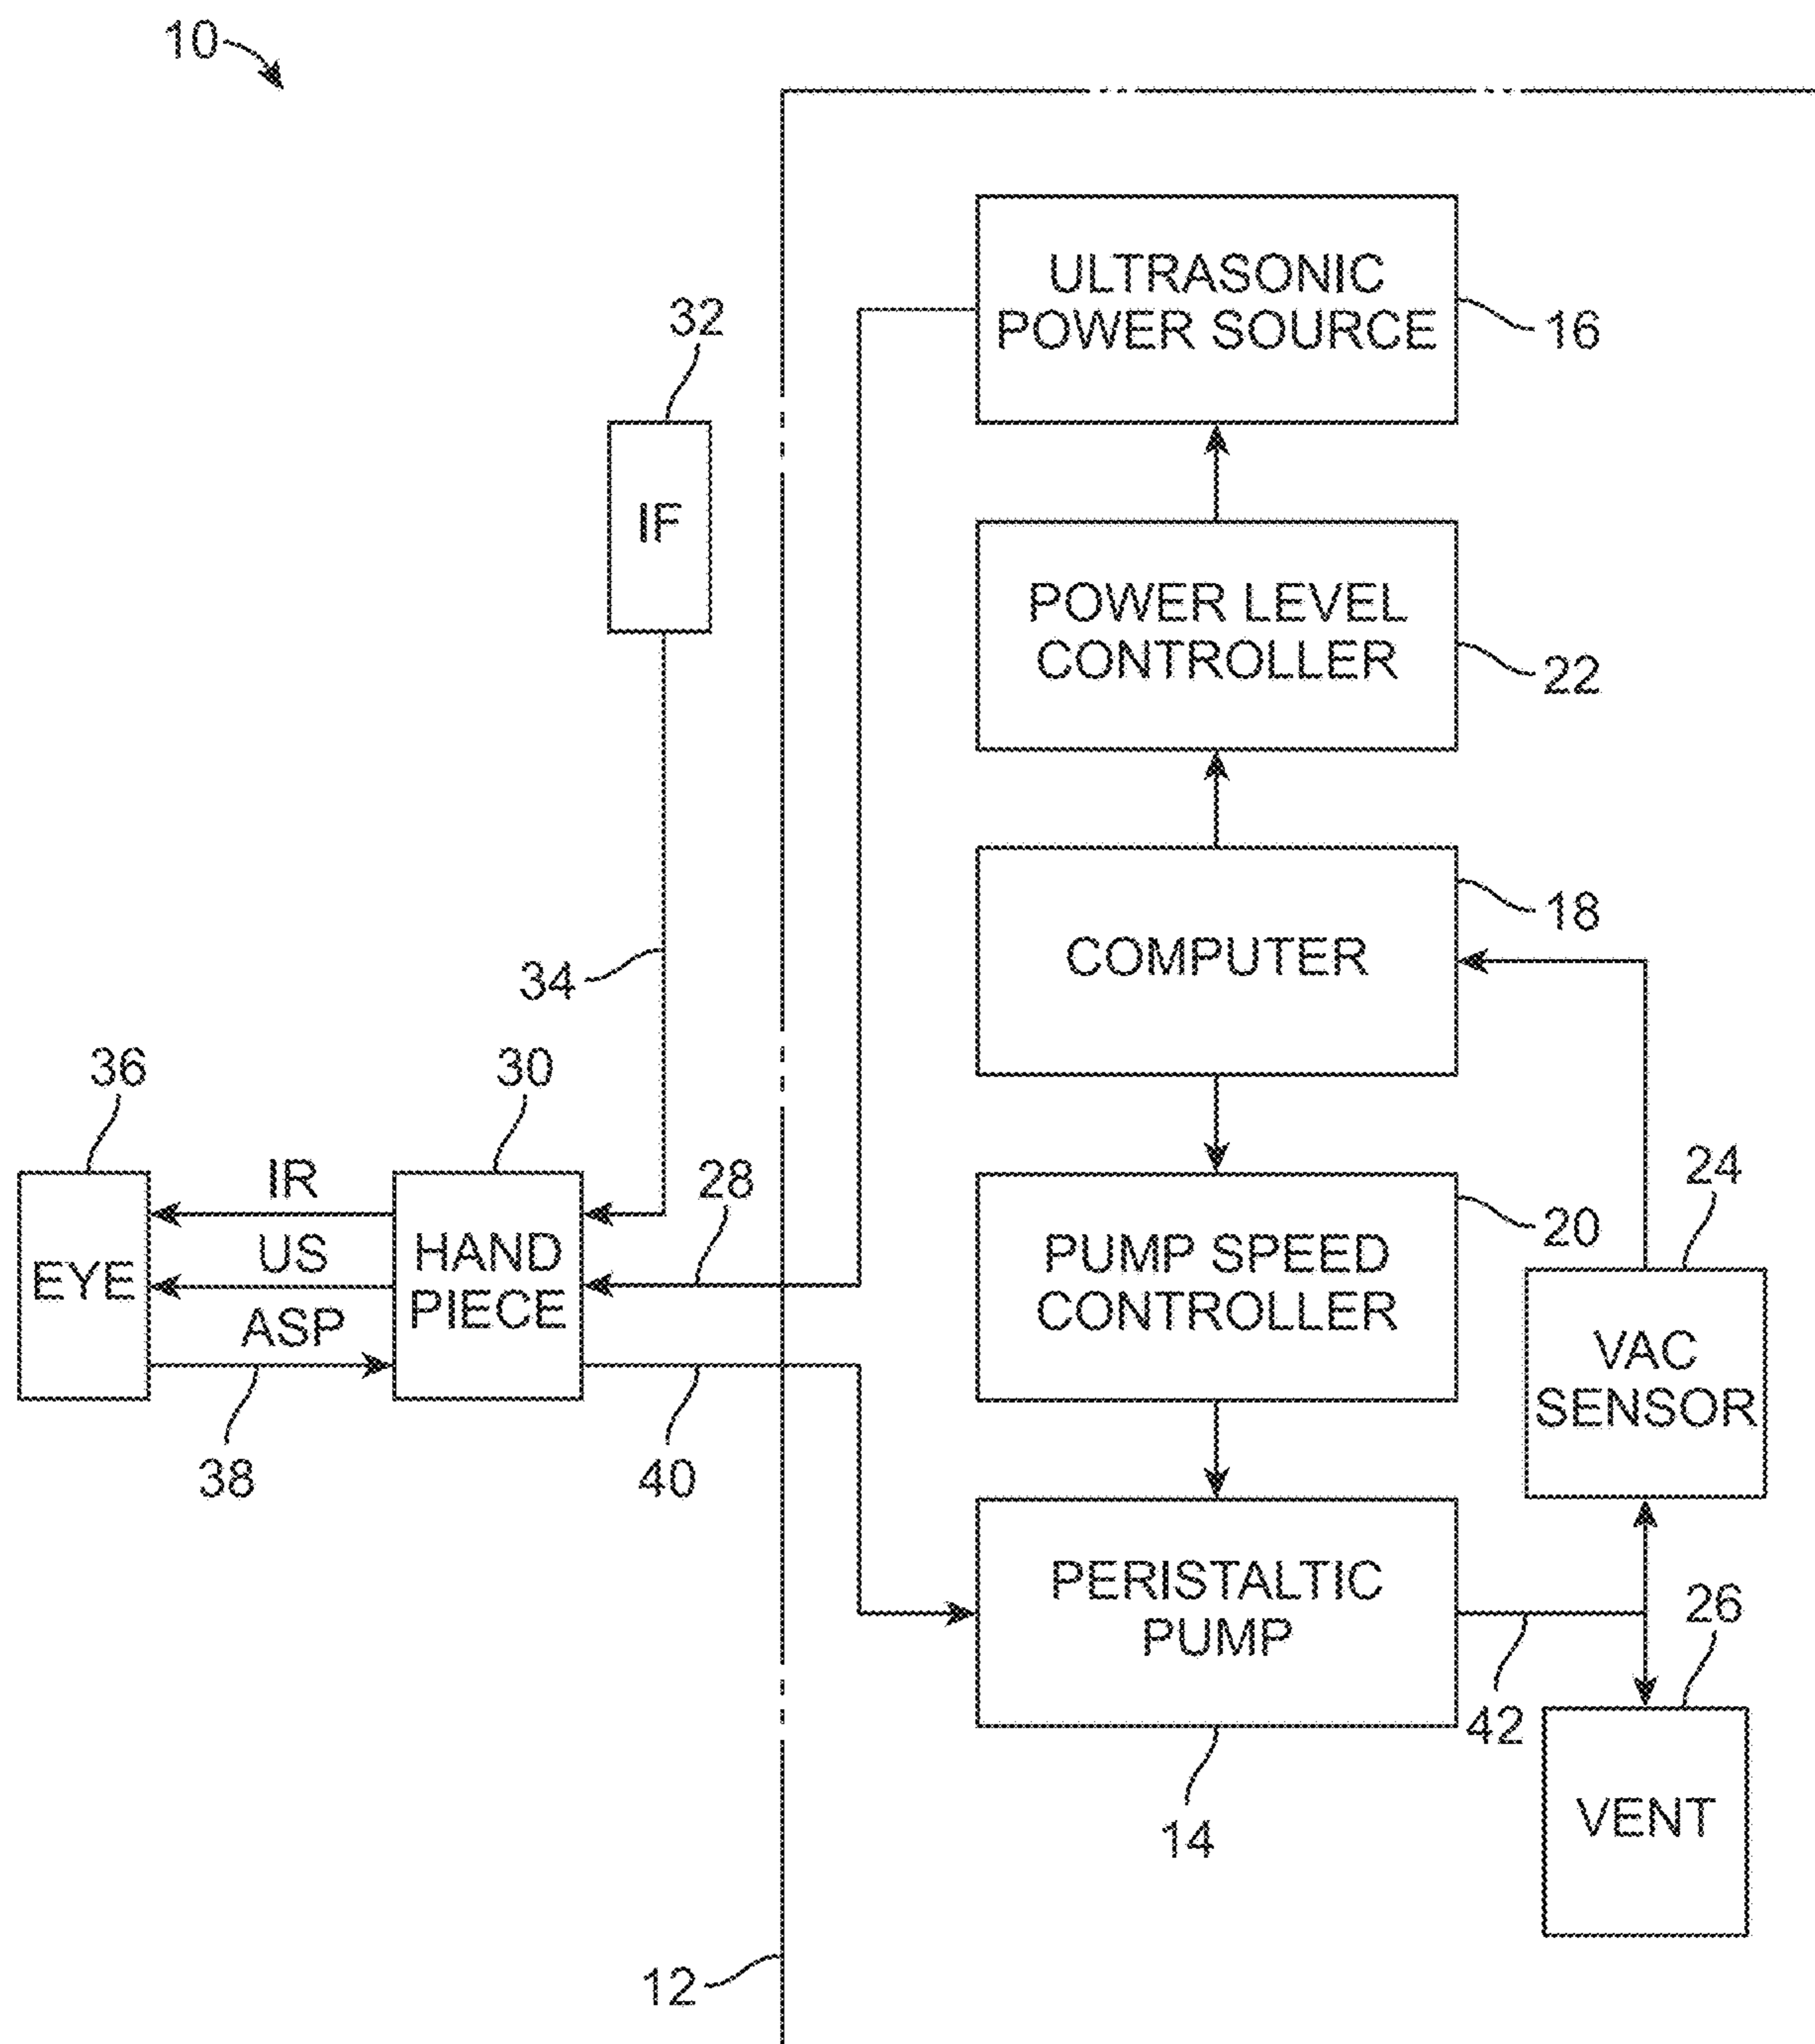 10
ULTRASONIC
POWER SOURCE
16
32
IF
POWER LEVEL
CONTROLLER
22
18
COMPUTER
34
36
30
28
24
IR
US
ASP
EYE
HAND
PIECE
PUMP SPEED
CONTROLLER
20
VAC
SENSOR
38
40
PERISTALTIC
PUMP
26
42
14
VENT
12